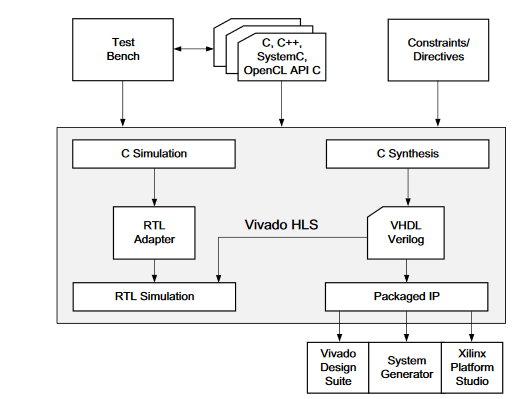 Test
Bench
C, C++,
SystemC,
OpenCL API C
Constraints/
Directives
C Simulation
C Synthesis
RTL
Adapter
Vivado HLS
VHDL
Verilog
RTL Simulation
Packaged IP
Vivado
Design
Suite
System
Generator
Xilinx
Platform
Studio